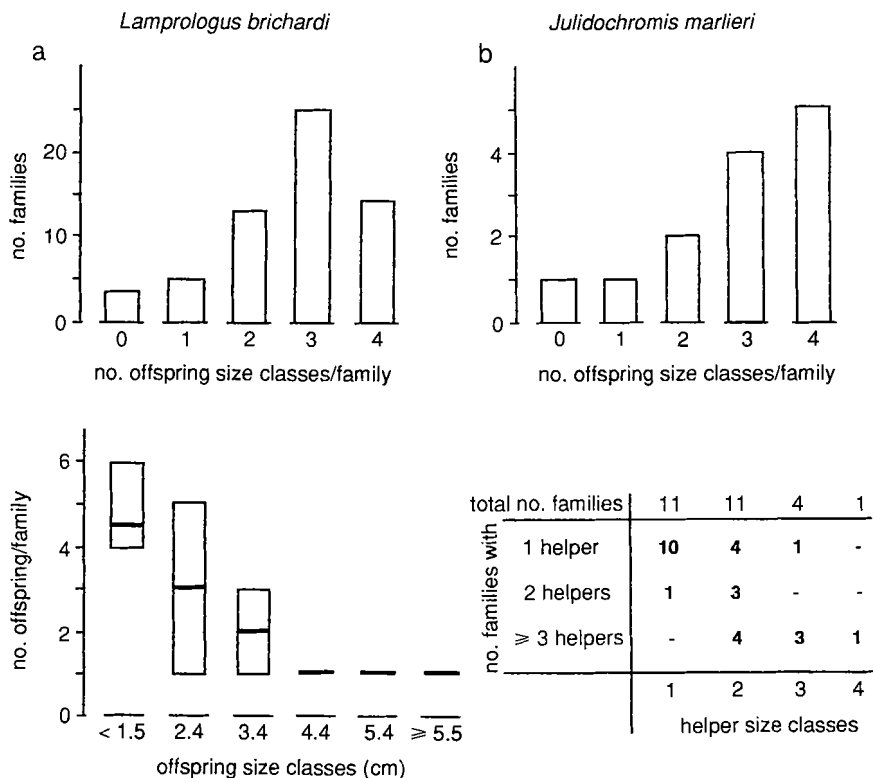 Lamprologus brichardi
Julidochromis marlieri
a
no. families
20
10
0
0 1 2 3 4
no. offspring size classes/family
b
no. families
4
2
0
0 1 2 3 4
no. offspring size classes/family
no. offspring/family
6
4
2
0
< 1.5 2.4 3.4 4.4 5.4 ⩾ 5.5
offspring size classes (cm)
total no. families 11 11 4 1
no. families with
1 helper 10 4 1 -
2 helpers 1 3 - -
⩾ 3 helpers - 4 3 1
1 2 3 4
helper size classes